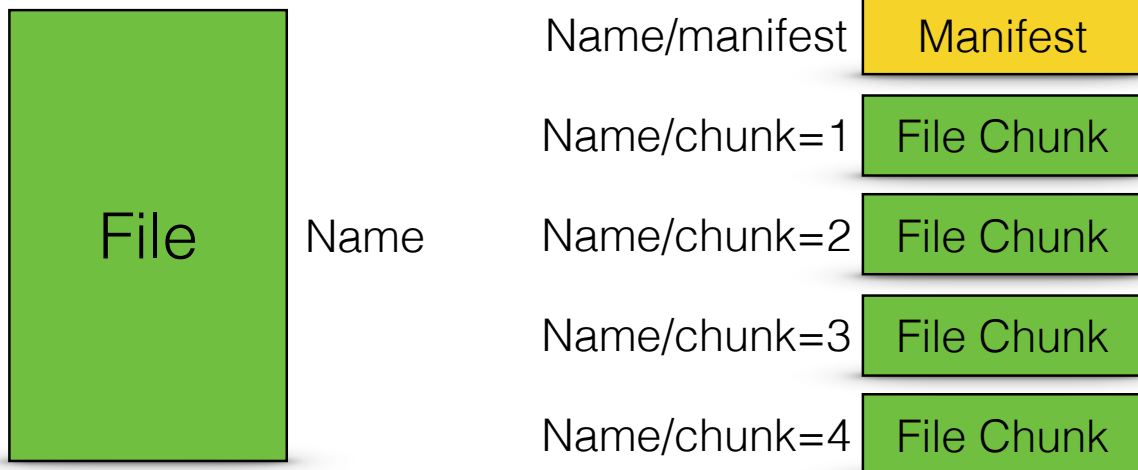 File
Name
Name/manifest Manifest
Name/chunk=1 File Chunk
Name/chunk=2 File Chunk
Name/chunk=3 File Chunk
Name/chunk=4 File Chunk